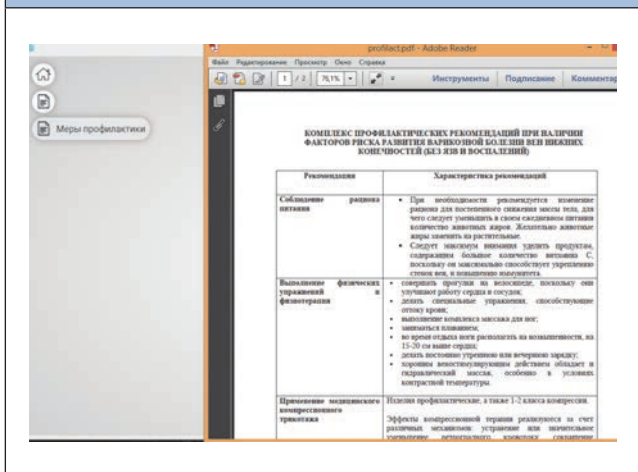 profilact.pdf - Adobe Reader
Файл Редактирование Просмотр Окно Справка
1 / 2 76,1% Инструменты Подписание Комментар
Меры профилактики
КОМПЛЕКС ПРОФИЛАКТИЧЕСКИХ РЕКОМЕНДАЦИЙ ПРИ НАЛИЧИИ
ФАКТОРОВ РИСКА РАЗВИТИЯ ВАРИКОЗНОЙ БОЛЕЗНИ ВЕН НИЖНИХ
КОНЕЧНОСТЕЙ (БЕЗ ЯЗВ И ВОСПАЛЕНИЙ)
Рекомендация
Характеристика рекомендаций
Соблюдение рациона
питания
• При необходимости рекомендуется изменение
рациона для постепенного снижения массы тела, для
чего следует уменьшить в своем ежедневном питании
количество животных жиров. Желательно животные
жиры заменить на растительные.
• Следует максимум внимания уделить продуктам,
содержащим большое количество витамина С,
поскольку он максимально способствует укреплению
стенок вен, и повышению иммунитета.
Выполнение физических
упражнений и
физиотерапия
• совершать прогулки на велосипеде, поскольку они
улучшают работу сердца и сосудов;
• делать специальные упражнения, способствующие
оттоку крови;
• выполнение комплекса массажа для ног;
• заниматься плаванием;
• во время отдыха ноги располагать на возвышенности, на
15-20 см выше сердца;
• делать постоянно утреннюю или вечернюю зарядку;
• хорошим веностимулирующим действием обладает и
гидравлический массаж, особенно в условиях
контрастной температуры.
Применение медицинского
компрессионного
трикотажа
Изделия профилактические, а также 1-2 класса компрессии.
Эффекты компрессионной терапии реализуются за счет
различных механизмов: устранение или значительное
уменьшение ретроградного кровотока, сокращение